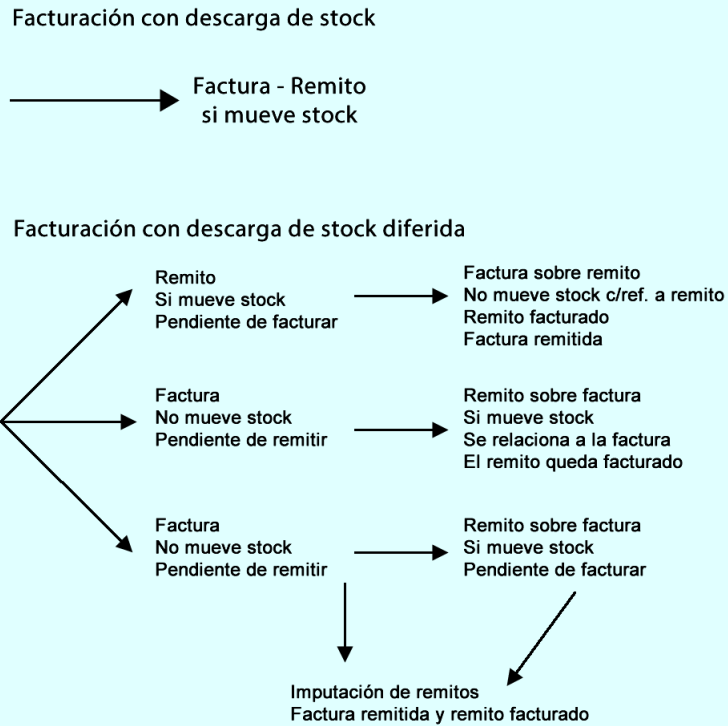 Facturación con descarga de stock
Factura - Remito
si mueve stock
Facturación con descarga de stock diferida
Remito
Si mueve stock
Pendiente de facturar
Factura sobre remito
No mueve stock c/ref. a remito
Remito facturado
Factura remitida
Factura
No mueve stock
Pendiente de remitir
Remito sobre factura
Si mueve stock
Se relaciona a la factura
El remito queda facturado
Factura
No mueve stock
Pendiente de remitir
Remito sobre factura
Si mueve stock
Pendiente de facturar
Imputación de remitos
Factura remitida y remito facturado